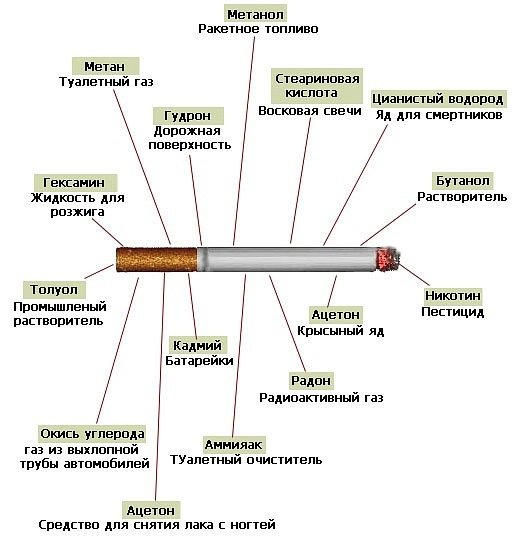 Метанол
Ракетное топливо
Метан
Туалетный газ
Стеариновая
кислота
Восковая свечи
Цианистый водород
Яд для смертников
Гудрон
Дорожная
поверхность
Гексамин
Жидкость для
розжига
Бутанол
Растворитель
Толуол
Промышленый
растворитель
Никотин
Пестицид
Ацетон
Крысиный яд
Кадмий
Батарейки
Радон
Радиоактивный газ
Окись углерода
газ из выхлопной
трубы автомобилей
Аммияак
ТУалетный очиститель
Ацетон
Средство для снятия лака с ногтей